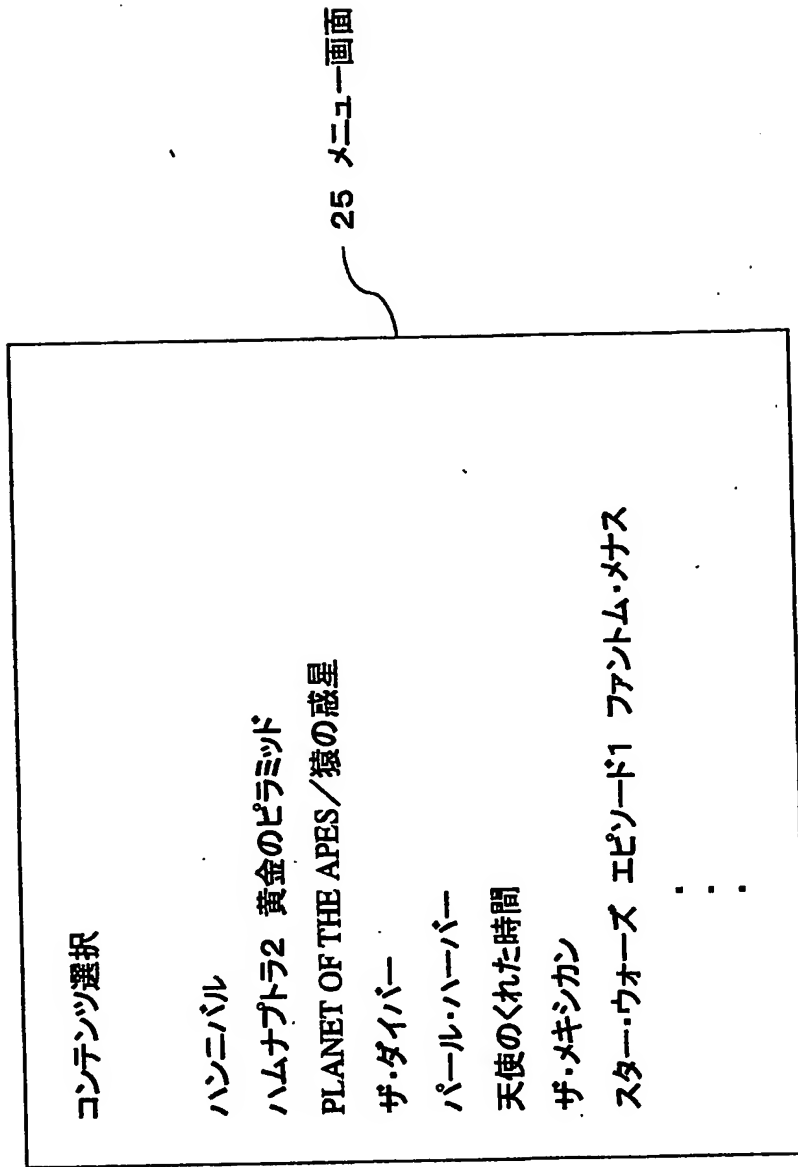 コンテンツ選択
ハンニバル
ハムナプトラ2 黄金のピラミッド
PLANET OF THE APES/猿の惑星
ザ・ダイバー
パール・ハーバー
天使のくれた時間
ザ・メキシカン
スター・ウォーズ エピソード1 ファントム・メナス
25 メニュー画面